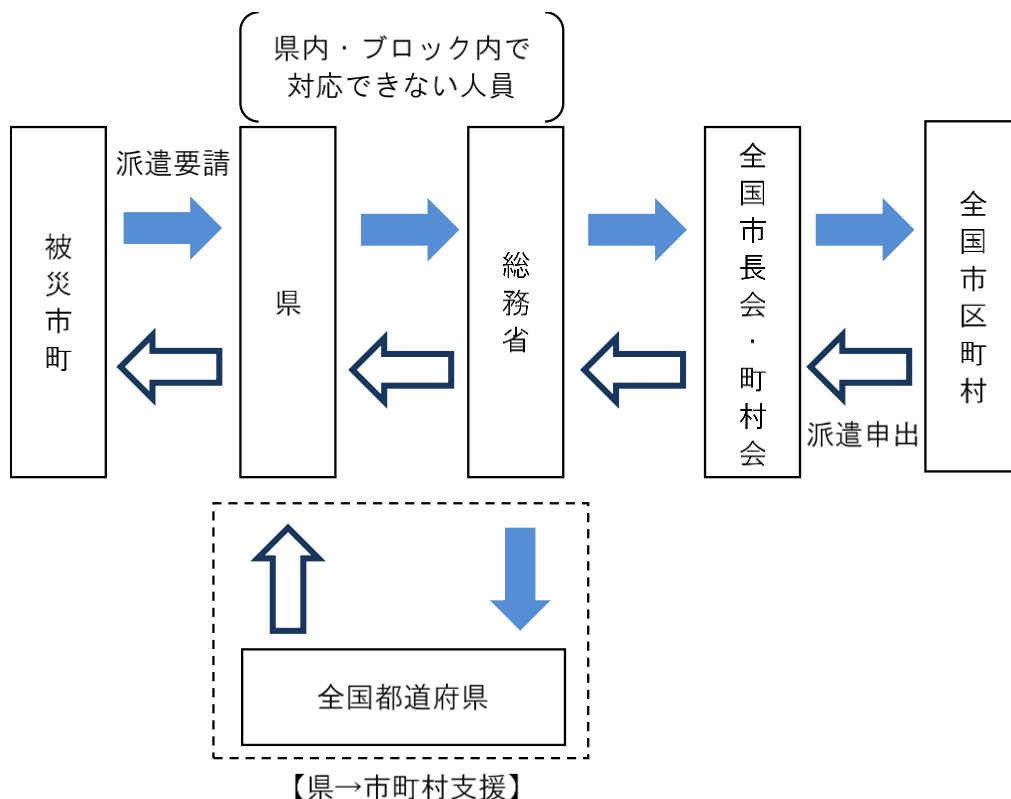 県内・ブロック内で
対応できない人員
派遣要請
被災市町
県
総務省
全国市長会・町村会
全国市区町村
派遣申出
全国都道府県
【県→市町村支援】